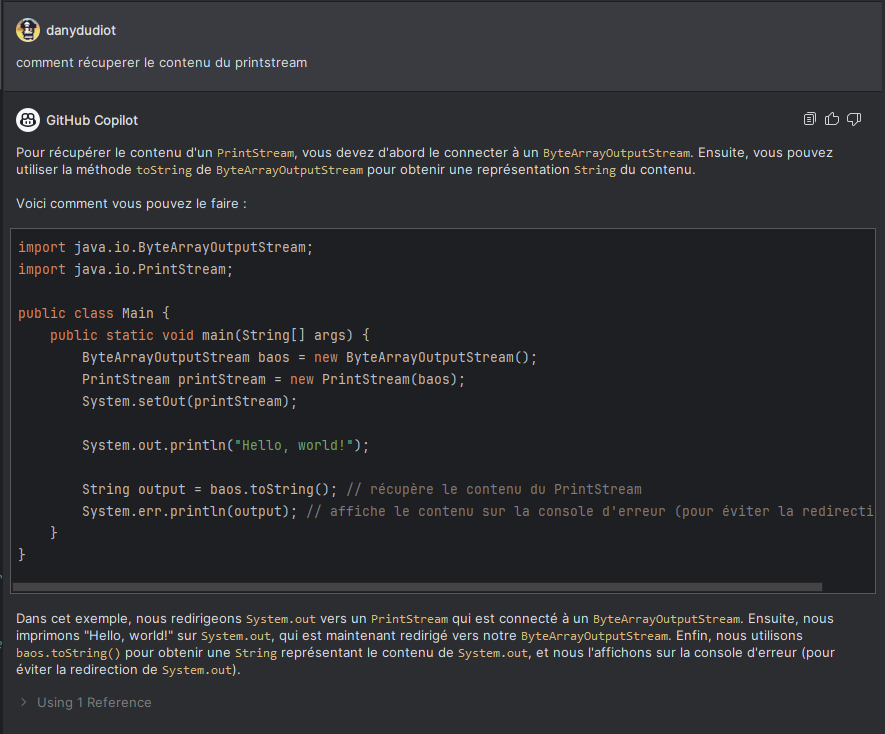 danydudiot
comment récuperer le contenu du printstream
GitHub Copilot
Pour récupérer le contenu d'un PrintStream, vous devez d'abord le connecter à un ByteArrayOutputStream. Ensuite, vous pouvez
utiliser la méthode toString de ByteArrayOutputStream pour obtenir une représentation String du contenu.
Voici comment vous pouvez le faire :
import java.io.ByteArrayOutputStream;
import java.io.PrintStream;
public class Main {
    public static void main(String[] args) {
        ByteArrayOutputStream baos = new ByteArrayOutputStream();
        PrintStream printStream = new PrintStream(baos);
        System.setOut(printStream);
        System.out.println("Hello, world!");
        String output = baos.toString(); // récupère le contenu du PrintStream
        System.err.println(output); // affiche le contenu sur la console d'erreur (pour éviter la redirecti
    }
}
Dans cet exemple, nous redirigeons System.out vers un PrintStream qui est connecté à un ByteArrayOutputStream. Ensuite, nous
imprimons "Hello, world!" sur System.out, qui est maintenant redirigé vers notre ByteArrayOutputStream. Enfin, nous utilisons
baos.toString() pour obtenir une String représentant le contenu de System.out, et nous l'affichons sur la console d'erreur (pour
éviter la redirection de System.out).
Using 1 Reference